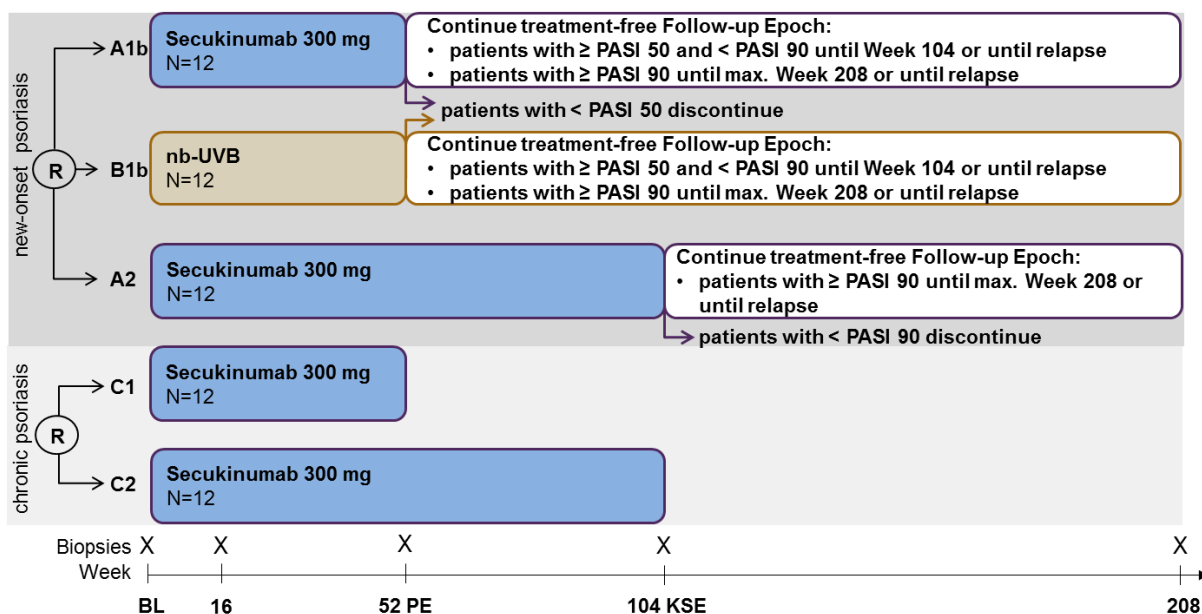 new-onset psoriasis
R
A1b
Secukinumab 300 mg
N=12
Continue treatment-free Follow-up Epoch:
• patients with ≥ PASI 50 and < PASI 90 until Week 104 or until relapse
• patients with ≥ PASI 90 until max. Week 208 or until relapse
patients with < PASI 50 discontinue
B1b
nb-UVB
N=12
Continue treatment-free Follow-up Epoch:
• patients with ≥ PASI 50 and < PASI 90 until Week 104 or until relapse
• patients with ≥ PASI 90 until max. Week 208 or until relapse
A2
Secukinumab 300 mg
N=12
Continue treatment-free Follow-up Epoch:
• patients with ≥ PASI 90 until max. Week 208 or
until relapse
patients with < PASI 90 discontinue
chronic psoriasis
R
C1
Secukinumab 300 mg
N=12
C2
Secukinumab 300 mg
N=12
Biopsies X X X X X
Week
BL 16 52 PE 104 KSE 208